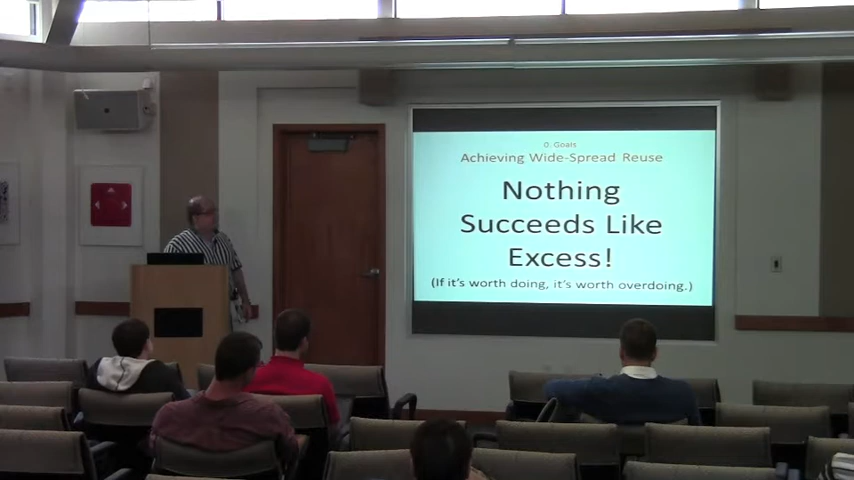 0. Goals
Achieving Wide-Spread Reuse
Nothing
Succeeds Like
Excess!
(If it's worth doing, it's worth overdoing.)